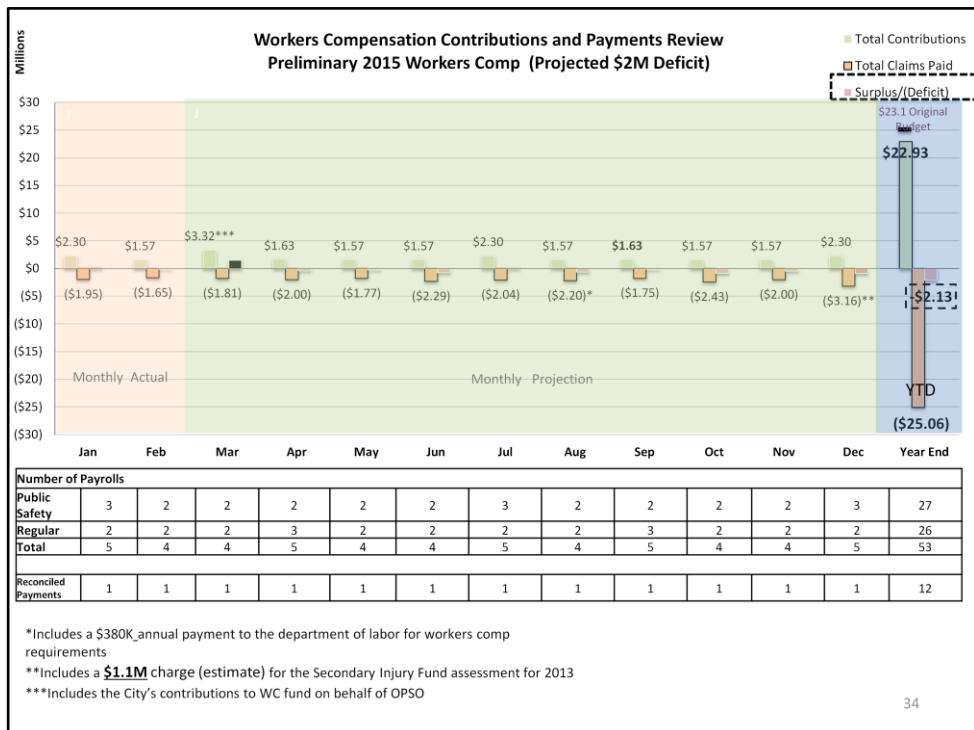 Millions
Workers Compensation Contributions and Payments Review
Preliminary 2015 Workers Comp (Projected $2M Deficit)
Total Contributions
Total Claims Paid
Surplus/(Deficit)
$23.1 Original
Budget
$30
$25
$20
$15
$10
$5
$0
($5)
($10)
($15)
($20)
($25)
($30)
$2.30
$1.57
$3.32***
$1.63
$1.57
$1.57
$2.30
$1.57
$1.63
$1.57
$1.57
$2.30
$22.93
($1.95)
($1.65)
($1.81)
($2.00)
($1.77)
($2.29)
($2.04)
($2.20)*
($1.75)
($2.43)
($2.00)
($3.16)**
-$2.13
Monthly Actual
Monthly Projection
YTD
($25.06)
Jan Feb Mar Apr May Jun Jul Aug Sep Oct Nov Dec Year End
Number of Payrolls
Public Safety 3 2 2 2 2 2 3 2 2 2 2 3 27
Regular 2 2 2 3 2 2 2 2 3 2 2 2 26
Total 5 4 4 5 4 4 5 4 5 4 4 5 53
Reconciled Payments 1 1 1 1 1 1 1 1 1 1 1 1 12
*Includes a $380K_annual payment to the department of labor for workers comp
requirements
**Includes a $1.1M charge (estimate) for the Secondary Injury Fund assessment for 2013
***Includes the City's contributions to WC fund on behalf of OPSO
34